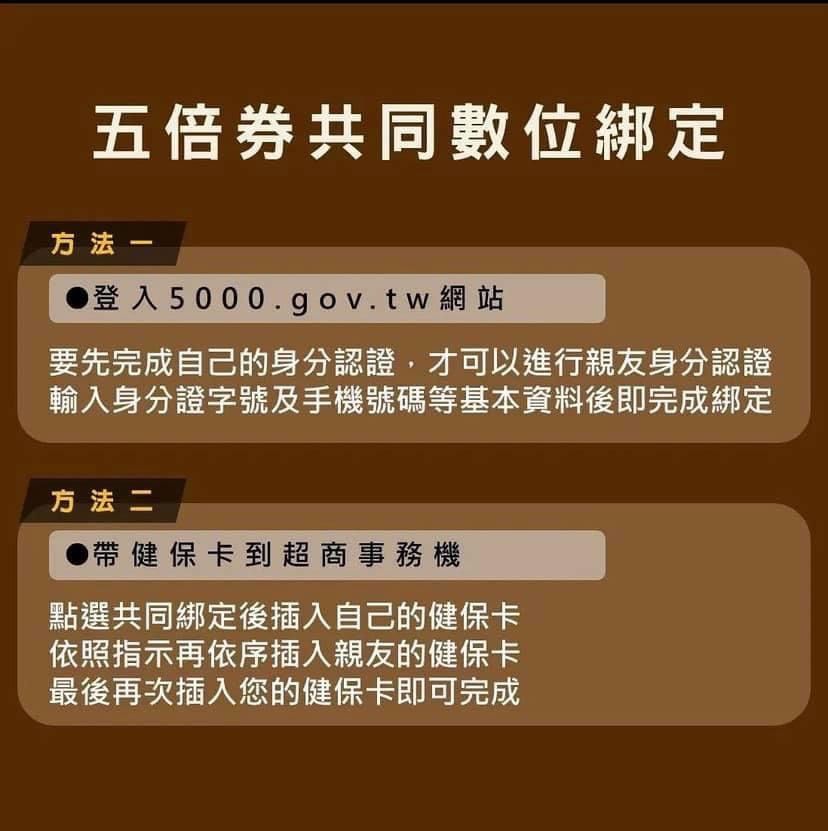 五倍券共同數位綁定
方法一
●登入5000.gov.tw網站
要先完成自己的身分認證，才可以進行親友身分認證
輸入身分證字號及手機號碼等基本資料後即完成綁定
方法二
●帶健保卡到超商事務機
點選共同綁定後插入自己的健保卡
依照指示再依序插入親友的健保卡
最後再次插入您的健保卡即可完成